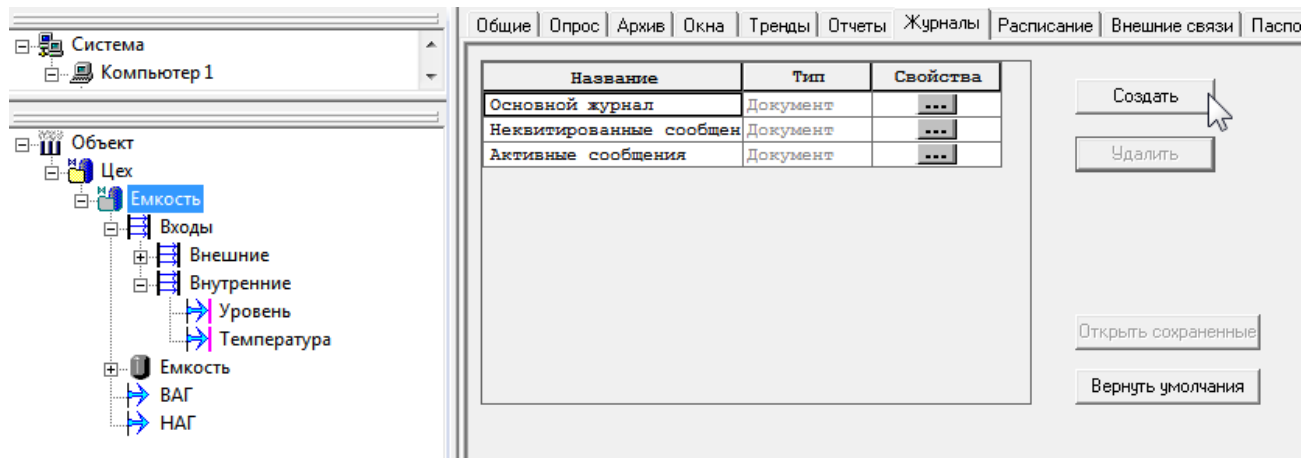 Система
Компьютер 1
Объект
Цех
Емкость
Входы
Внешние
Внутренние
Уровень
Температура
Емкость
ВАГ
НАГ
Общие Опрос Архив Окна Тренды Отчеты Журналы Расписание Внешние связи Паспо
Название Тип Свойства
Основной журнал Документ ...
Неквитированные сообщен Документ ...
Активные сообщения Документ ...
Создать
Удалить
Открыть сохраненные
Вернуть умолчания